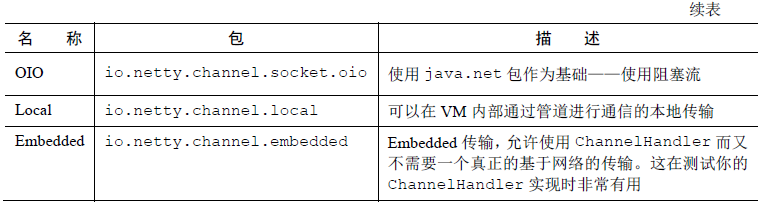 续表
名 称 包 描 述
OIO io.netty.channel.socket.oio 使用 java.net 包作为基础——使用阻塞流
Local io.netty.channel.local 可以在 VM 内部通过管道进行通信的本地传输
Embedded io.netty.channel.embedded Embedded 传输，允许使用 ChannelHandler 而又
不需要一个真正的基于网络的传输。这在测试你的
ChannelHandler 实现时非常有用